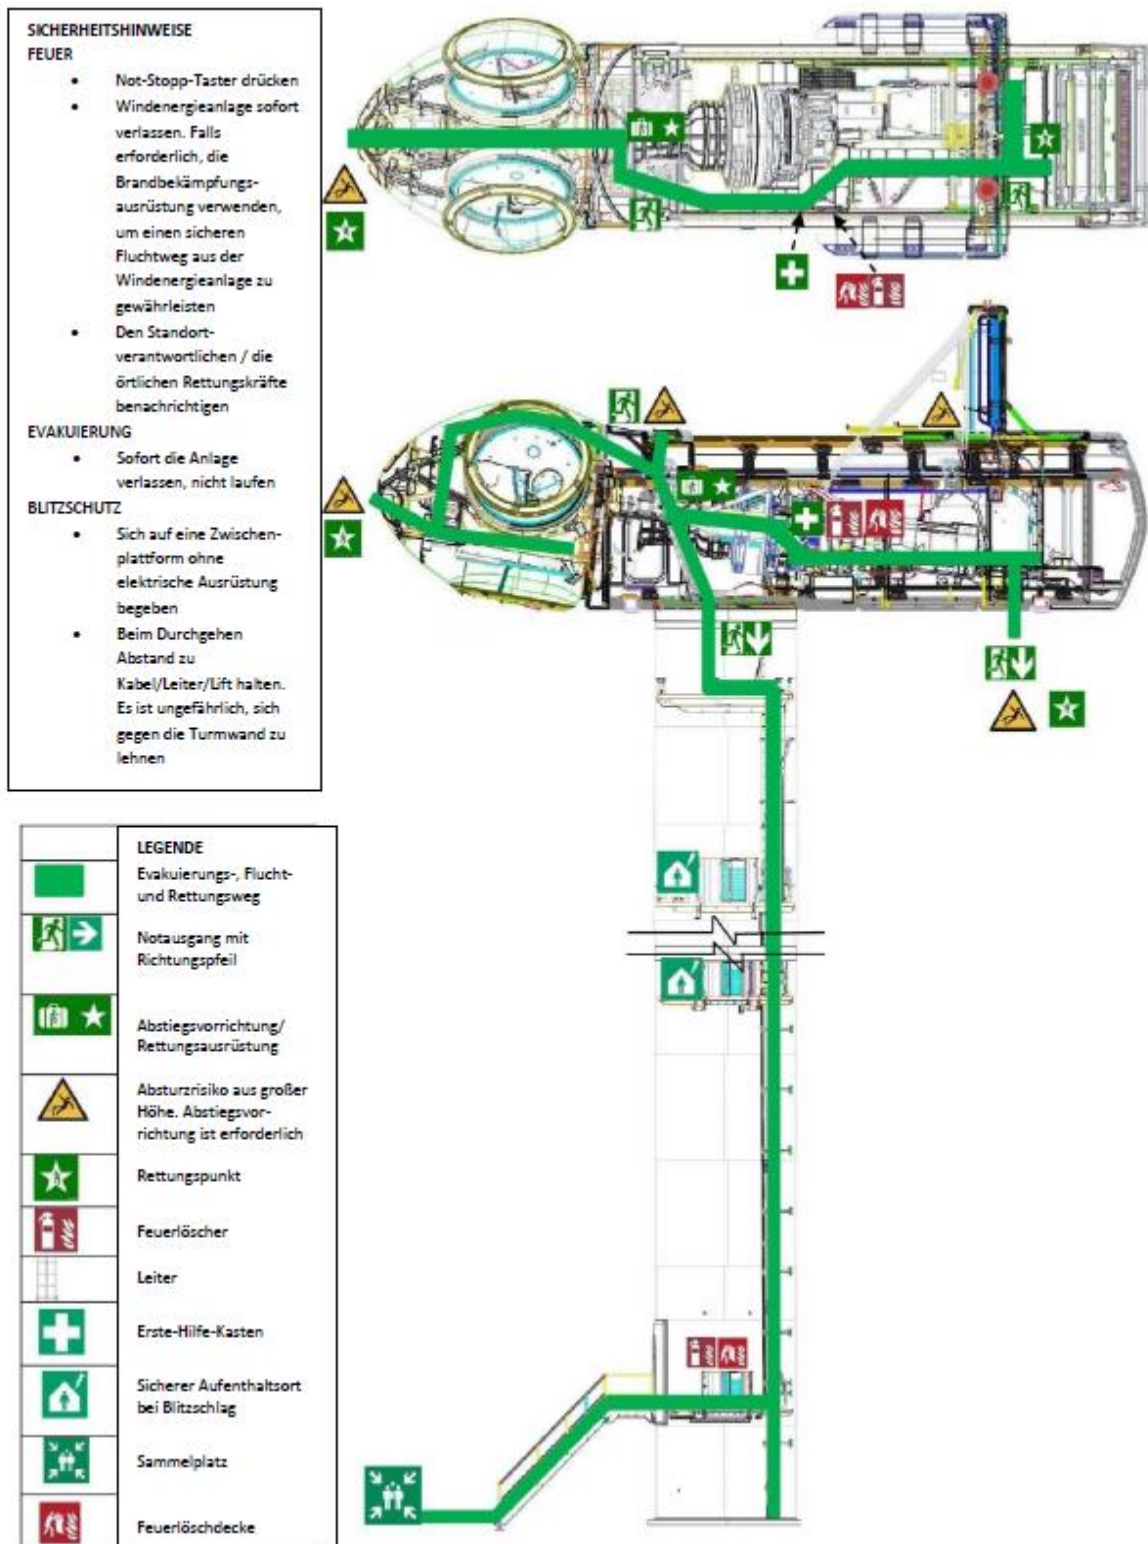 SICHERHEITSHINWEISE
FEUER
• Not-Stopp-Taster drücken
• Windenergieanlage sofort
verlassen. Falls
erforderlich, die
Brandbekämpfungs-
ausrüstung verwenden,
um einen sicheren
Fluchtweg aus der
Windenergieanlage zu
gewährleisten
• Den Standort-
verantwortlichen / die
örtlichen Rettungskräfte
benachrichtigen
EVAKUIERUNG
• Sofort die Anlage
verlassen, nicht laufen
BLITZSCHUTZ
• Sich auf eine Zwischen-
plattform ohne
elektrische Ausrüstung
begeben
• Beim Durchgehen
Abstand zu
Kabel/Leiter/Lift halten.
Es ist ungefährlich, sich
gegen die Turmwand zu
lehnen
LEGENDE
Evakuierungs-, Flucht-
und Rettungsweg
Notausgang mit
Richtungspfeil
Abstiegsvorrichtung/
Rettungsausrüstung
Absturzrisiko aus großer
Höhe. Abstiegsvor-
richtung ist erforderlich
Rettungspunkt
Feuerlöscher
Leiter
Erste-Hilfe-Kasten
Sicherer Aufenthaltsort
bei Blitzschlag
Sammelplatz
Feuerlöschdecke